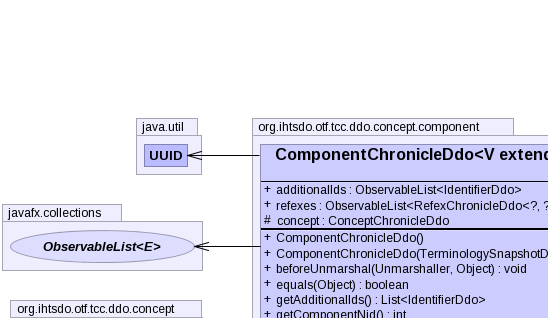 java.util
UUID
org.ihtsdo.otf.tcc.ddo.concept.component
ComponentChronicleDdo<V extend
+ additionalIds : ObservableList<IdentifierDdo>
+ refexes : ObservableList<RefexChronicleDdo<?, ?
# concept : ConceptChronicleDdo
+ ComponentChronicleDdo()
+ ComponentChronicleDdo(TerminologySnapshotD
+ beforeUnmarshal(Unmarshaller, Object) : void
+ equals(Object) : boolean
+ getAdditionalIds() : List<IdentifierDdo>
+ getComponentNid() : int
javafx.collections
ObservableList<E>
org.ihtsdo.otf.tcc.ddo.concept